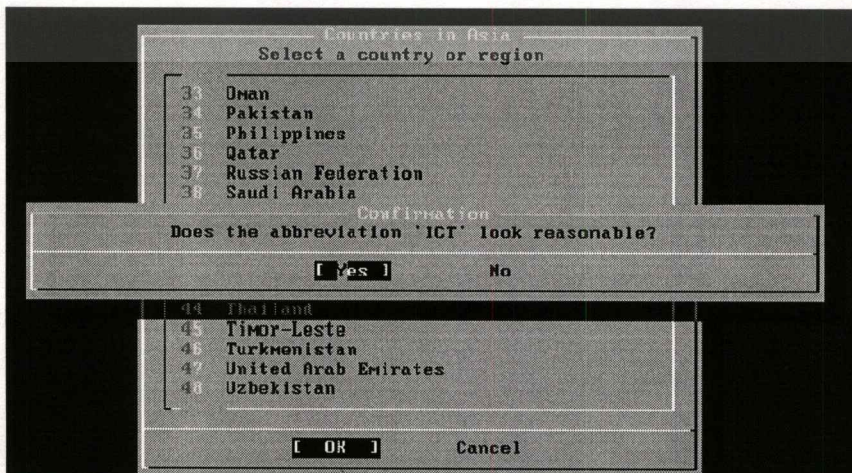 Countries in Asia
Select a country or region
33 Oman
34 Pakistan
35 Philippines
36 Qatar
37 Russian Federation
38 Saudi Arabia
Confirmation
Does the abbreviation 'ICT' look reasonable?
[ Yes ] No
44 Thailand
45 Timor-Leste
46 Turkmenistan
47 United Arab Emirates
48 Uzbekistan
[ OK ] Cancel